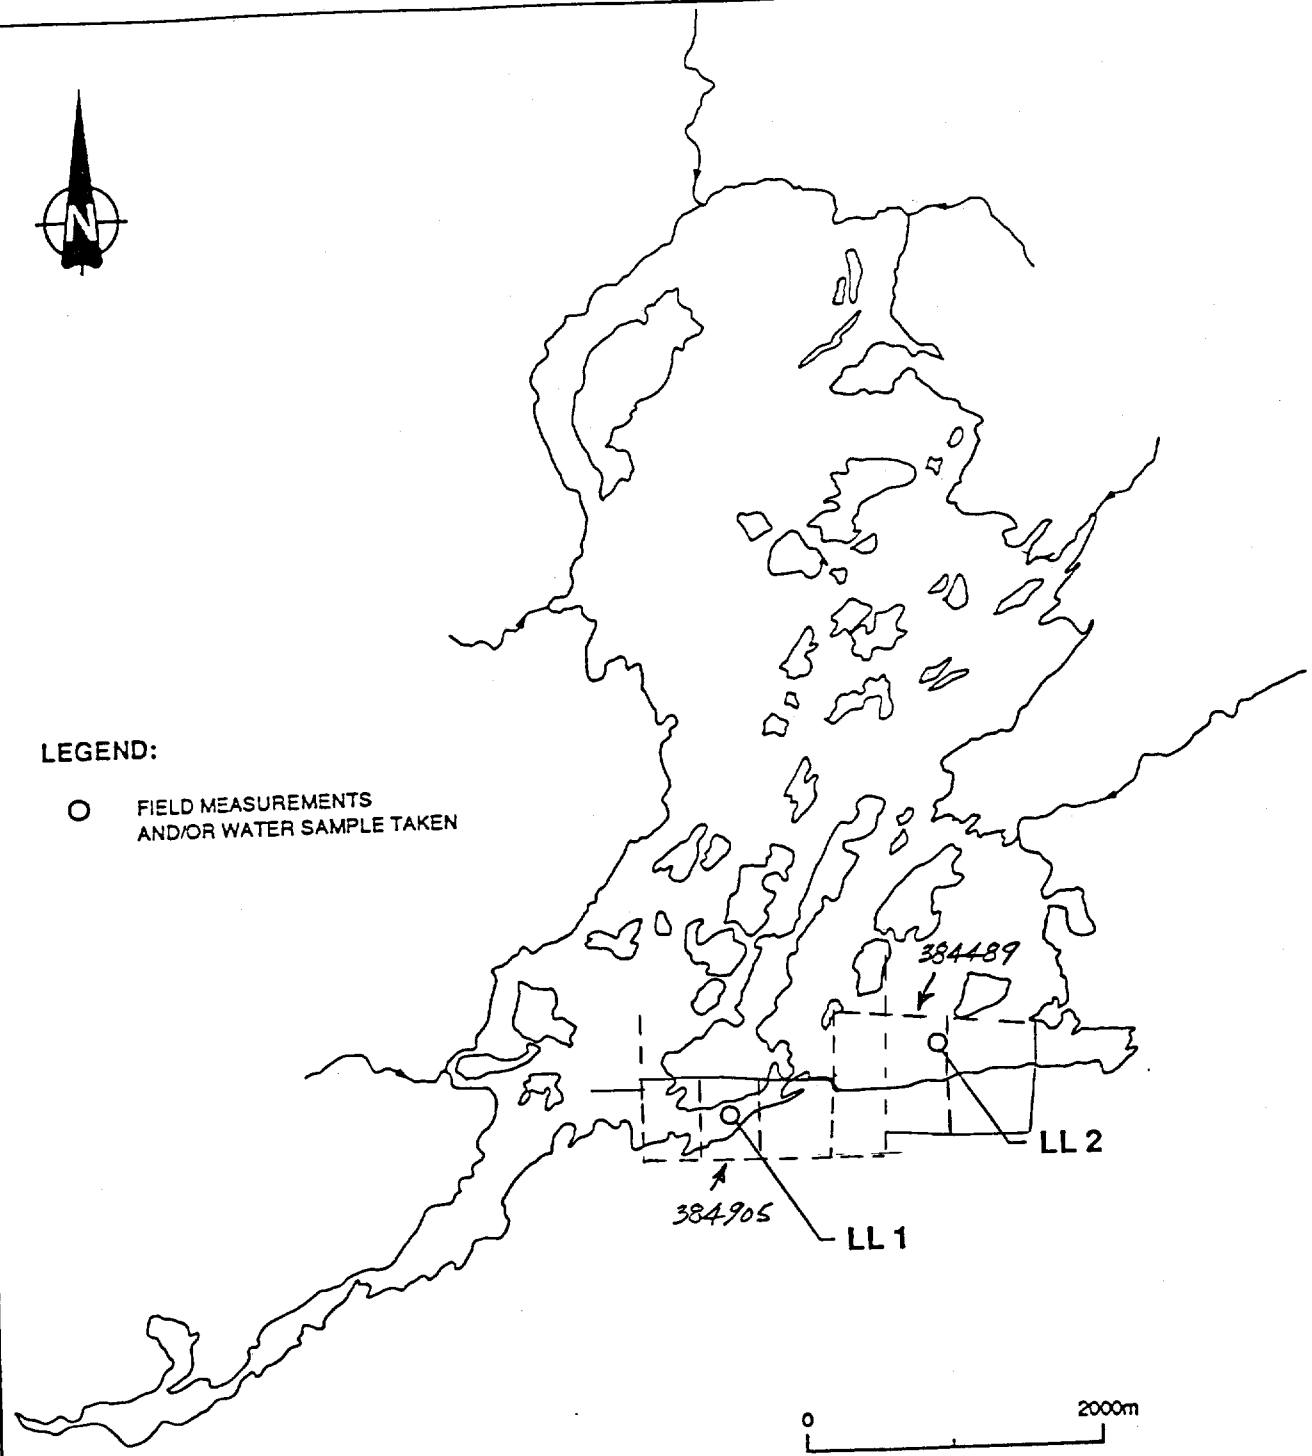 N
LEGEND:
FIELD MEASUREMENTS
AND/OR WATER SAMPLE TAKEN
384489
LL 2
384905
LL 1
0
2000m